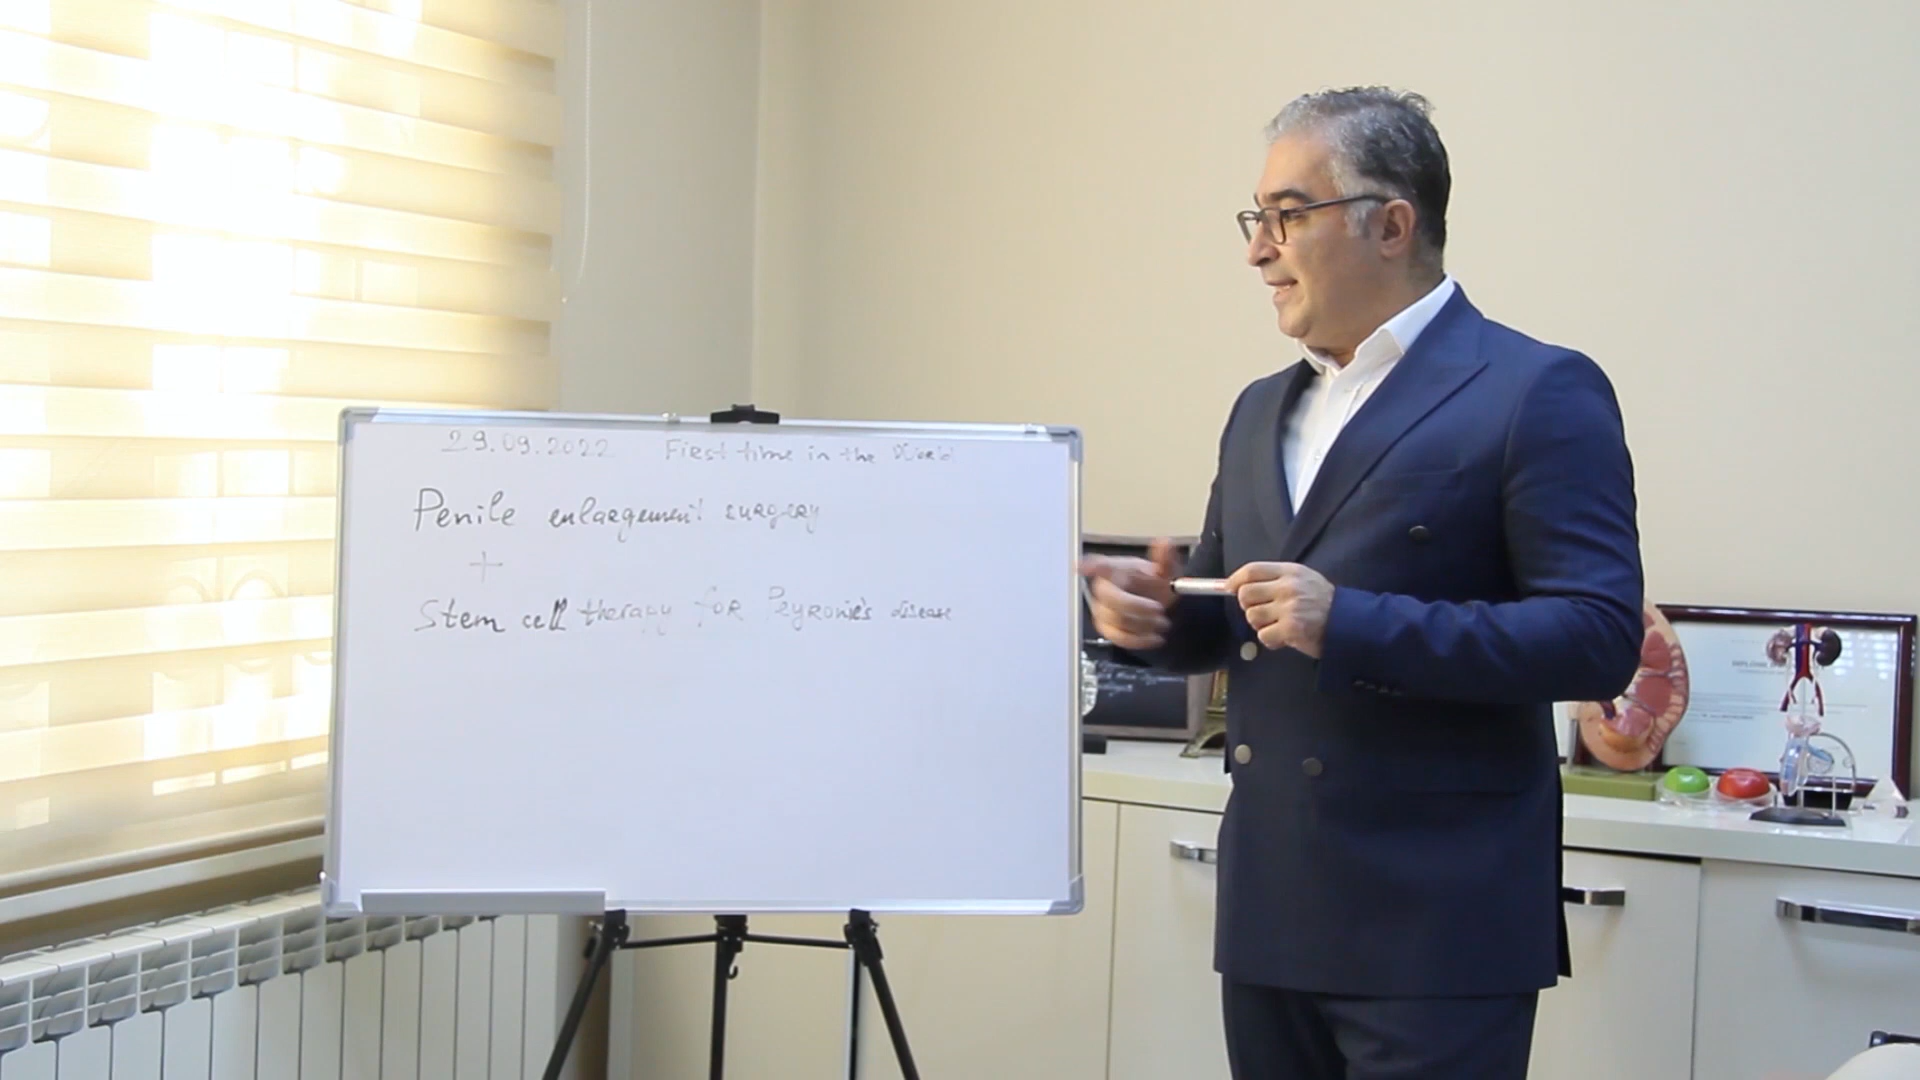 29.09.2022 First time in the World
Penile enlargement surgery
+
Stem cell therapy for Peyronie's disease